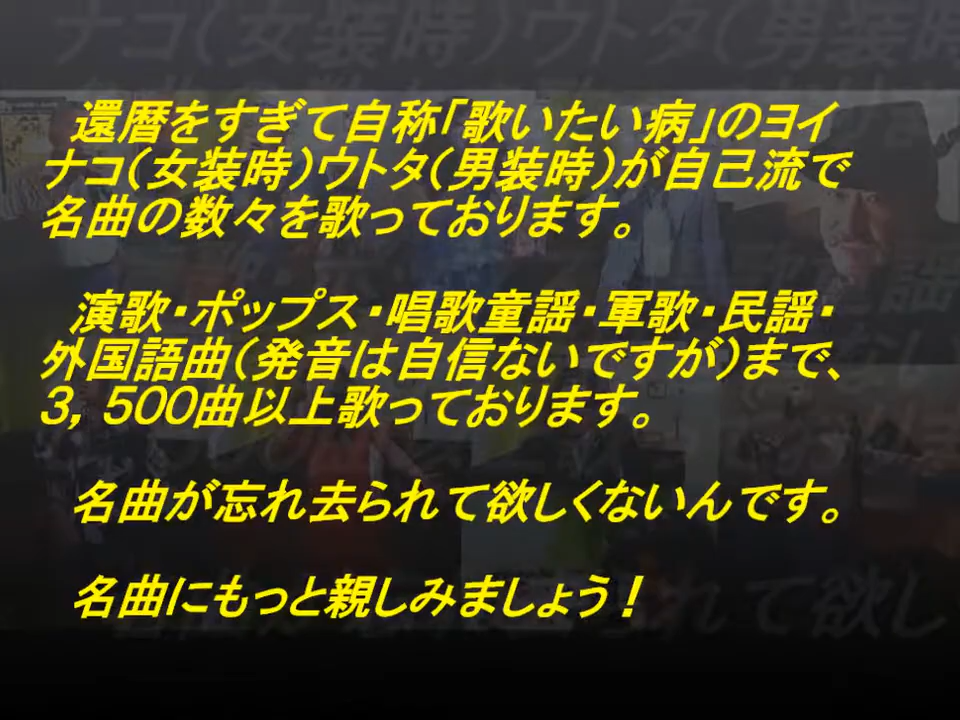 還暦をすぎて自称「歌いたい病」のヨイ
ナコ(女装時)ウトタ(男装時)が自己流で
名曲の数々を歌っております。
演歌・ポップス・唱歌童謡・軍歌・民謡・
外国語曲(発音は自信ないですが)まで、
3,500曲以上歌っております。
名曲が忘れ去られて欲しくないんです。
名曲にもっと親しみましょう!